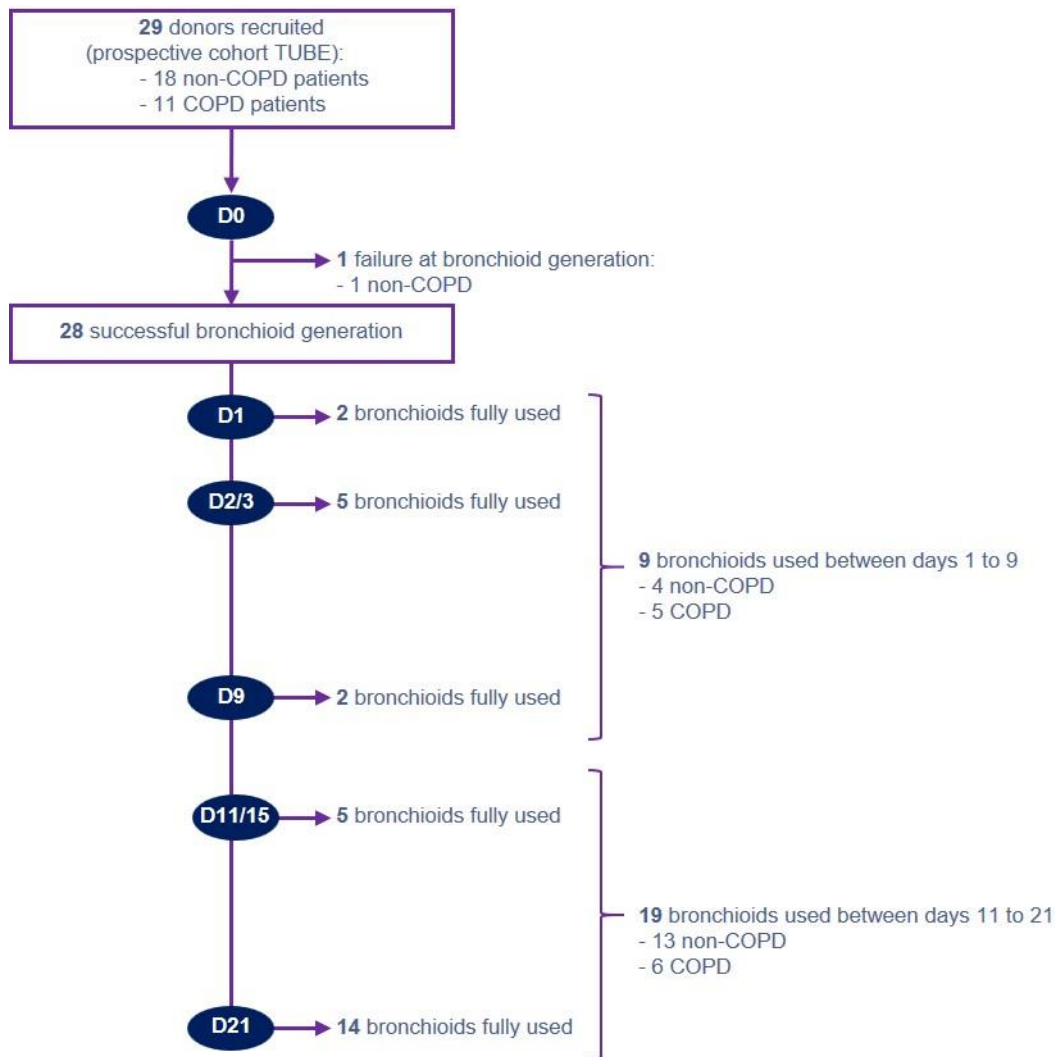 29 donors recruited
(prospective cohort TUBE):
- 18 non-COPD patients
- 11 COPD patients
D0
1 failure at bronchioid generation:
- 1 non-COPD
28 successful bronchioid generation
D1
2 bronchioids fully used
D2/3
5 bronchioids fully used
9 bronchioids used between days 1 to 9
- 4 non-COPD
- 5 COPD
D9
2 bronchioids fully used
D11/15
5 bronchioids fully used
19 bronchioids used between days 11 to 21
- 13 non-COPD
- 6 COPD
D21
14 bronchioids fully used